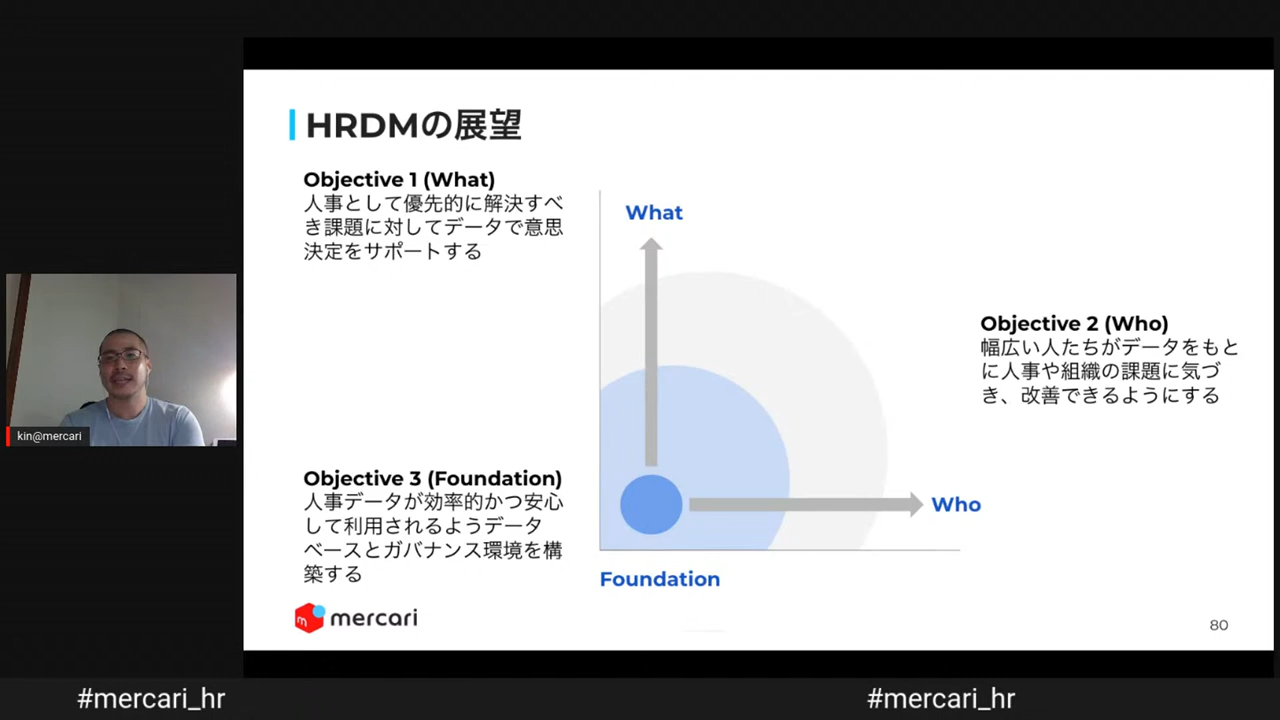 HRDMの展望
Objective 1 (What)
人事として優先的に解決すべ
き課題に対してデータで意思
決定をサポートする
What
Objective 2 (Who)
幅広い人たちがデータをもと
に人事や組織の課題に気づ
き、改善できるようにする
kin@mercari
Objective 3 (Foundation)
人事データが効率的かつ安心
して利用されるようデータ
ベースとガバナンス環境を構
築する
Who
Foundation
m mercari
80
#mercari_hr
#mercari_hr